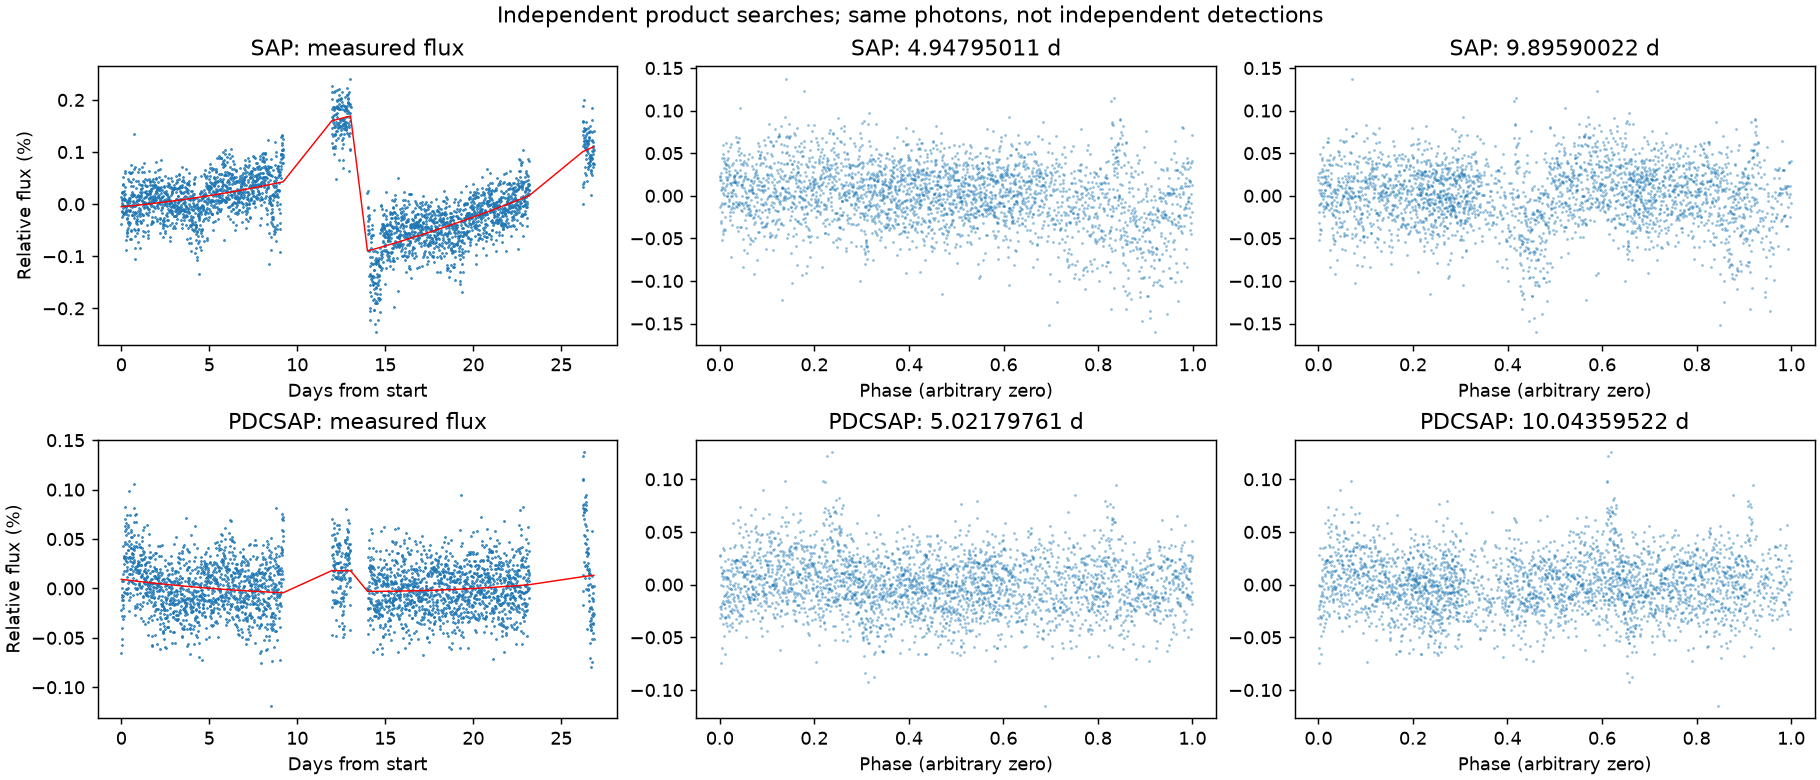 Independent product searches; same photons, not independent detections
SAP: measured flux
SAP: 4.94795011 d
SAP: 9.89590022 d
Relative flux (%)
0.2
0.1
0.0
−0.1
−0.2
0 5 10 15 20 25
Days from start
0.15
0.10
0.05
0.00
−0.05
−0.10
−0.15
0.0 0.2 0.4 0.6 0.8 1.0
Phase (arbitrary zero)
0.15
0.10
0.05
0.00
−0.05
−0.10
−0.15
0.0 0.2 0.4 0.6 0.8 1.0
Phase (arbitrary zero)
PDCSAP: measured flux
PDCSAP: 5.02179761 d
PDCSAP: 10.04359522 d
Relative flux (%)
0.15
0.10
0.05
0.00
−0.05
−0.10
0 5 10 15 20 25
Days from start
0.10
0.05
0.00
−0.05
−0.10
0.0 0.2 0.4 0.6 0.8 1.0
Phase (arbitrary zero)
0.10
0.05
0.00
−0.05
−0.10
0.0 0.2 0.4 0.6 0.8 1.0
Phase (arbitrary zero)